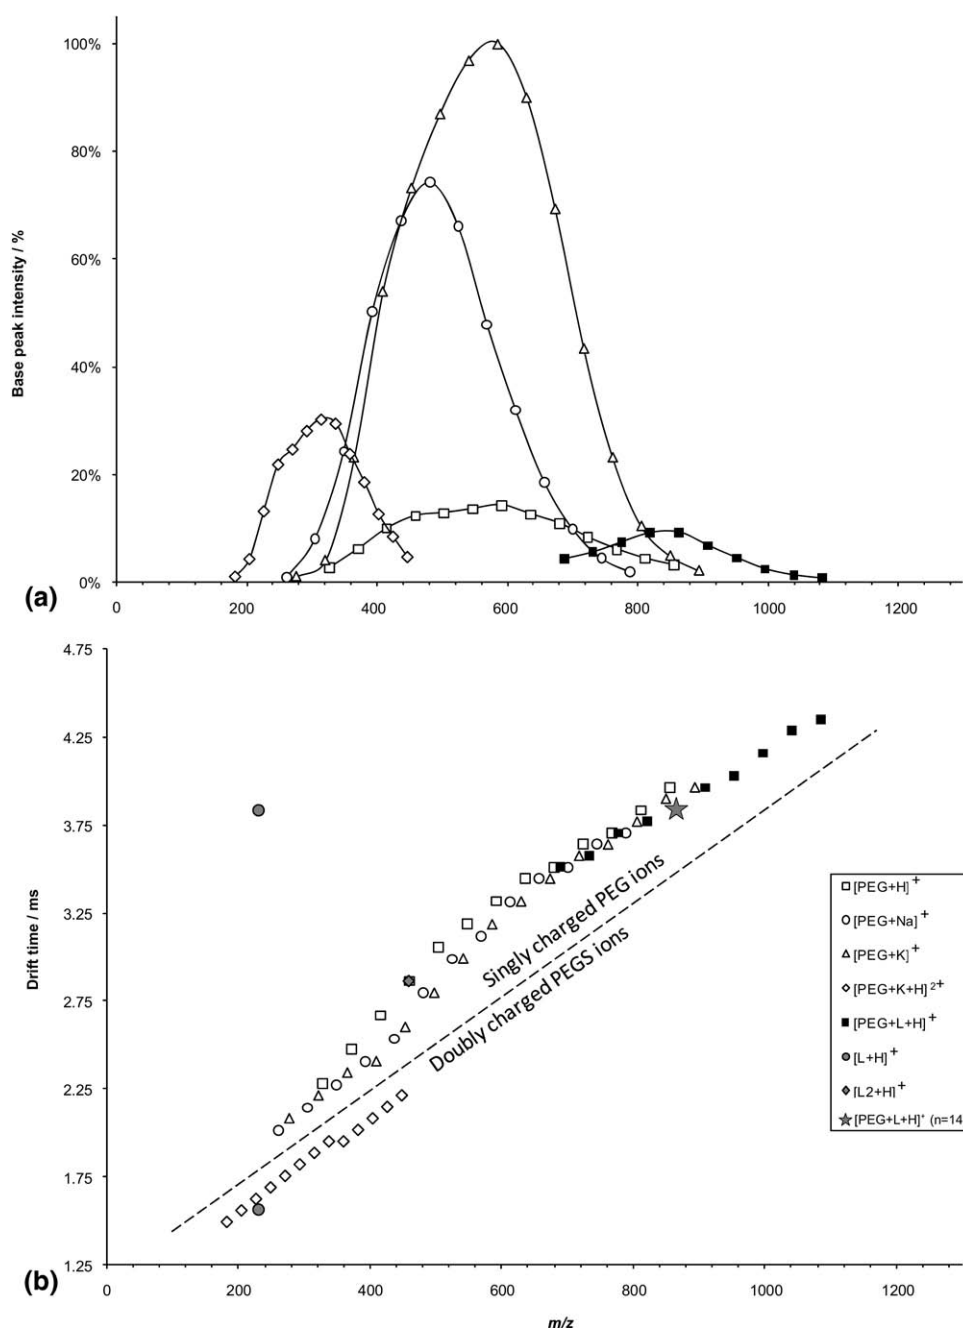 100%
80%
60%
40%
20%
0%
Base peak intensity / %
(a)
0 200 400 600 800 1000 1200
4.75
4.25
3.75
3.25
2.75
2.25
1.75
1.25
Drift time / ms
Singly charged PEG ions
Doubly charged PEGS ions
[PEG+H]+
[PEG+Na]+
[PEG+K]+
[PEG+K+H]2+
[PEG+L+H]+
[L+H]+
[L2+H]+
[PEG+L+H]+ (n=14
(b)
0 200 400 600 800 1000 1200
m/z